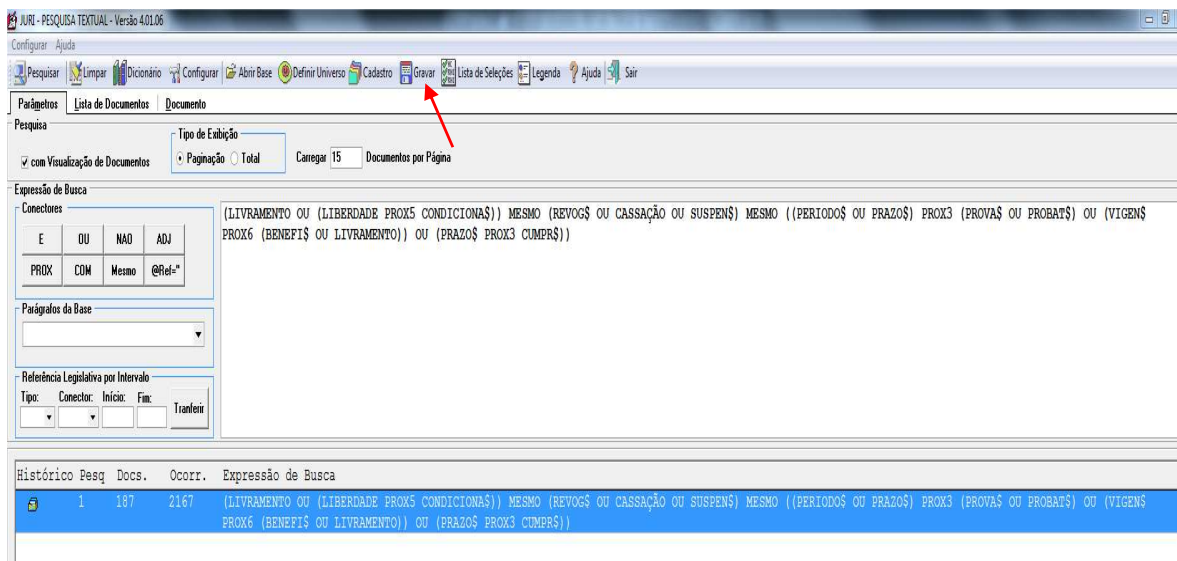 JURI - PESQUISA TEXTUAL - Versão 4.01.06
Configurar Ajuda
Pesquisar Limpar Dicionário Configurar Abrir Base Definir Universo Cadastro Gravar Lista de Seleções Legenda Ajuda Sair
Parâmetros Lista de Documentos Documento
Pesquisa
Tipo de Exibição
com Visualização de Documentos Paginação Total Carregar 15 Documentos por Página
Expressão de Busca
Conectores
E OU NAO ADJ
PROX COM Mesmo @Ref="
(LIVRAMENTO OU (LIBERDADE PROX5 CONDICIONA$)) MESMO (REVOG$ OU CASSAÇÃO OU SUSPEN$) MESMO ((PERIODO$ OU PRAZO$) PROX3 (PROVA$ OU PROBAT$) OU (VIGEN$
PROX6 (BENEFI$ OU LIVRAMENTO)) OU (PRAZO$ PROX3 CUMPR$))
Parágrafos da Base
Referência Legislativa por Intervalo
Tipo: Conector: Início: Fim:
Tranferir
Histórico Pesq Docs. Ocorr. Expressão de Busca
1 187 2167 (LIVRAMENTO OU (LIBERDADE PROX5 CONDICIONA$)) MESMO (REVOG$ OU CASSAÇÃO OU SUSPEN$) MESMO ((PERIODO$ OU PRAZO$) PROX3 (PROVA$ OU PROBAT$) OU (VIGEN$
PROX6 (BENEFI$ OU LIVRAMENTO)) OU (PRAZO$ PROX3 CUMPR$))